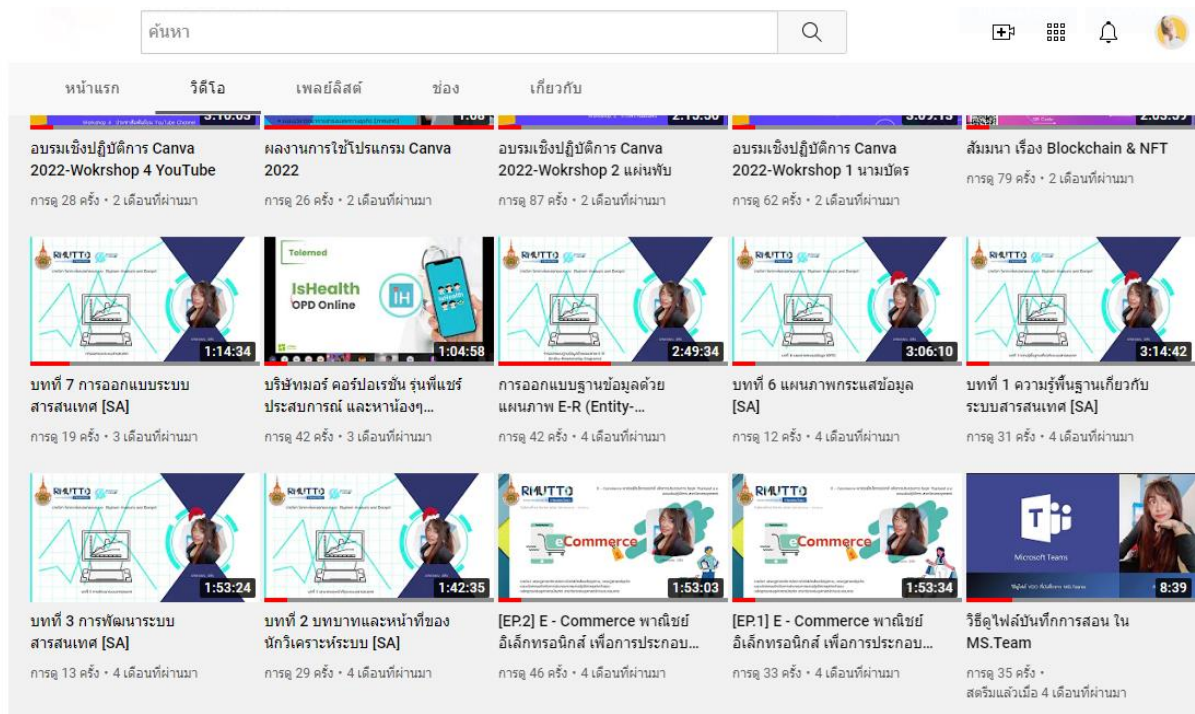 ค้นหา
หน้าแรก วิดีโอ เพลย์ลิสต์ ช่อง เกี่ยวกับ
3:10:05 1:08 2:13:50 3:09:13 2:03:59
อบรมเชิงปฏิบัติการ Canva
2022-Wokrshop 4 YouTube
การดู 28 ครั้ง • 2 เดือนที่ผ่านมา
ผลงานการใช้โปรแกรม Canva
2022
การดู 26 ครั้ง • 2 เดือนที่ผ่านมา
อบรมเชิงปฏิบัติการ Canva
2022-Wokrshop 2 แผ่นพับ
การดู 87 ครั้ง • 2 เดือนที่ผ่านมา
อบรมเชิงปฏิบัติการ Canva
2022-Wokrshop 1 นามบัตร
การดู 62 ครั้ง • 2 เดือนที่ผ่านมา
สัมมนา เรื่อง Blockchain & NFT
การดู 79 ครั้ง • 2 เดือนที่ผ่านมา
RMUTTO
1:14:34
บทที่ 7 การออกแบบระบบ
สารสนเทศ [SA]
การดู 19 ครั้ง • 3 เดือนที่ผ่านมา
Telemed
IsHealth
OPD Online
IH
1:04:58
บริษัทมอร์ คอร์ปอเรชั่น รุ่นพี่แชร์
ประสบการณ์ และหาน้องๆ...
การดู 42 ครั้ง • 3 เดือนที่ผ่านมา
RMUTTO
2:49:34
การออกแบบฐานข้อมูลด้วย
แผนภาพ E-R (Entity-...
การดู 42 ครั้ง • 4 เดือนที่ผ่านมา
RMUTTO
3:06:10
บทที่ 6 แผนภาพกระแสข้อมูล
[SA]
การดู 12 ครั้ง • 4 เดือนที่ผ่านมา
RMUTTO
3:14:42
บทที่ 1 ความรู้พื้นฐานเกี่ยวกับ
ระบบสารสนเทศ [SA]
การดู 31 ครั้ง • 4 เดือนที่ผ่านมา
RMUTTO
1:53:24
บทที่ 3 การพัฒนาระบบ
สารสนเทศ [SA]
การดู 13 ครั้ง • 4 เดือนที่ผ่านมา
RMUTTO
1:42:35
บทที่ 2 บทบาทและหน้าที่ของ
นักวิเคราะห์ระบบ [SA]
การดู 29 ครั้ง • 4 เดือนที่ผ่านมา
RMUTTO
eCommerce
1:53:03
[EP.2] E - Commerce พาณิชย์
อิเล็กทรอนิกส์ เพื่อการประกอบ...
การดู 46 ครั้ง • 4 เดือนที่ผ่านมา
RMUTTO
eCommerce
1:53:34
[EP.1] E - Commerce พาณิชย์
อิเล็กทรอนิกส์ เพื่อการประกอบ...
การดู 33 ครั้ง • 4 เดือนที่ผ่านมา
Microsoft Teams
8:39
วิธีดูไฟล์บันทึกการสอน ใน
MS.Team
การดู 35 ครั้ง •
สตรีมแล้วเมื่อ 4 เดือนที่ผ่านมา